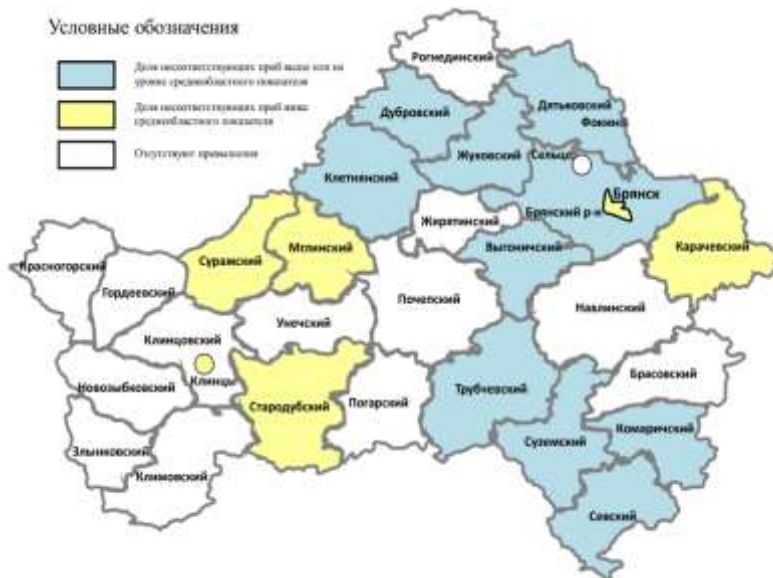 Условные обозначения
Доля несоответствующих проб выше или на
уровне среднеобластного показателя
Доля несоответствующих проб ниже
среднеобластного показателя
Отсутствуют превышения
Рогнединский
Дубровский
Дятьковский
Фокино
Клетнянский
Жуковский
Сельцо
Брянск
Брянский р-н
Жирятинский
Выгоничский
Карачевский
Суражский
Мглинский
Красногорский
Гордеевский
Почепский
Навлинский
Клинцовский
Унечский
Клинцы
Новозыбковский
Стародубский
Погарский
Трубчевский
Брасовский
Злынковский
Климовский
Суземский
Комаричский
Севский